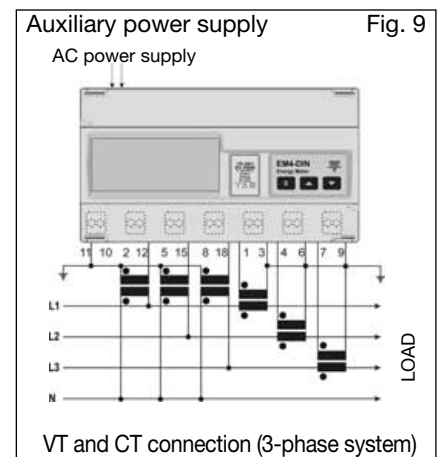 Auxiliary power supply Fig. 9
AC power supply
EM4-DIN
Energy Meter
11 10 2 12 5 15 8 18 1 3 4 6 7 9
L1
L2
L3
N
LOAD
VT and CT connection (3-phase system)